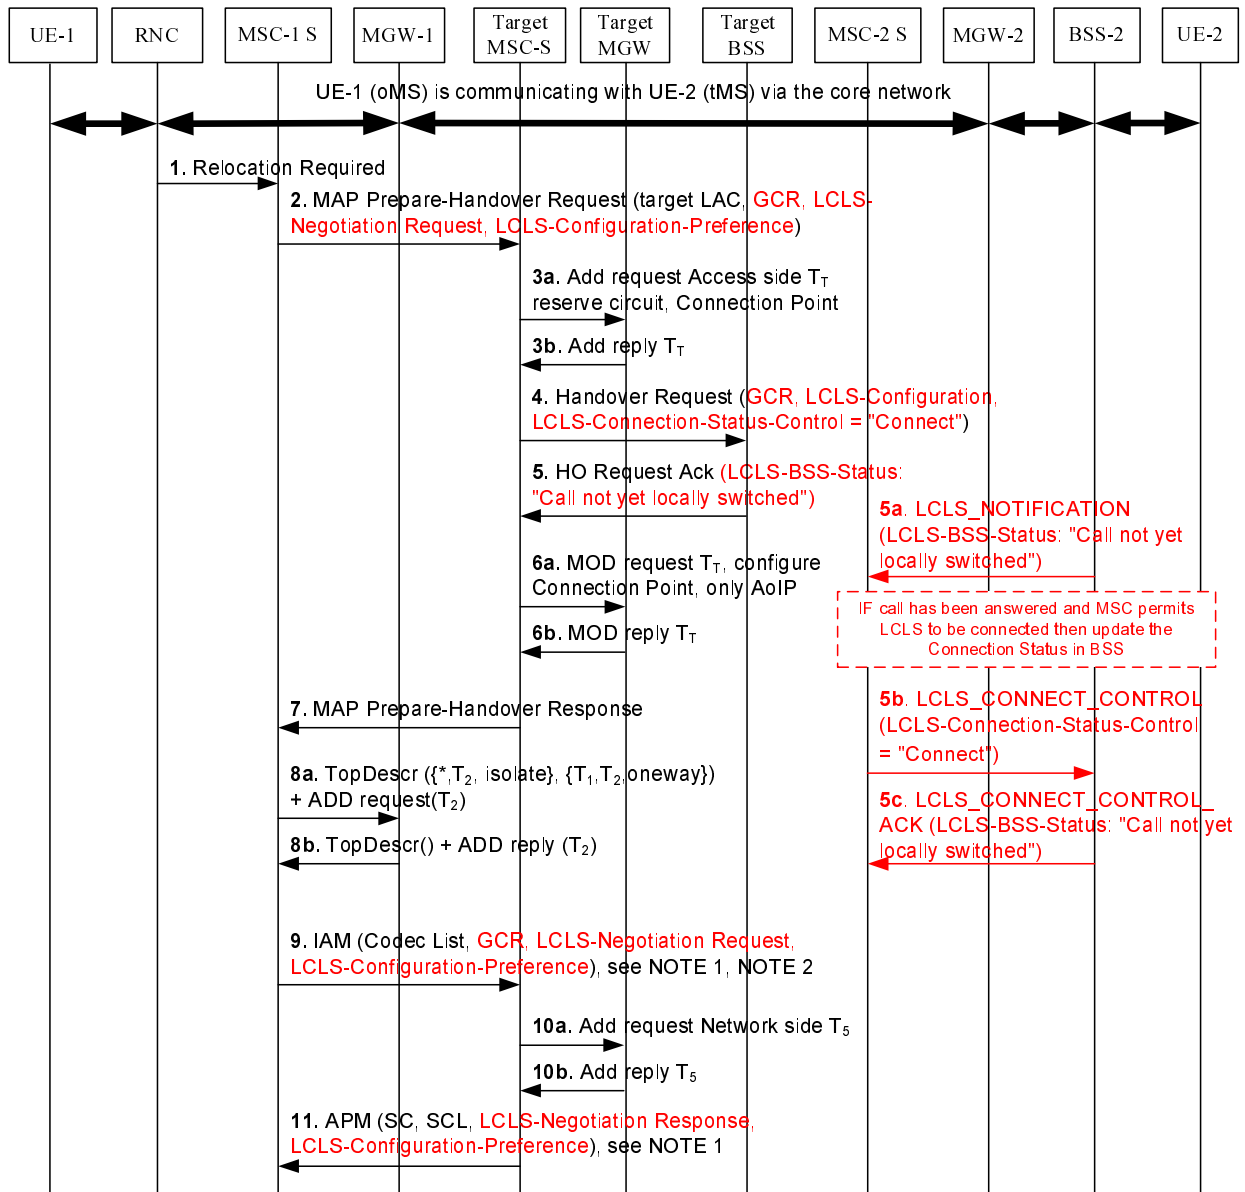 UE-1
RNC
MSC-1 S
MGW-1
Target
MSC-S
Target
MGW
Target
BSS
MSC-2 S
MGW-2
BSS-2
UE-2
UE-1 (oMS) is communicating with UE-2 (tMS) via the core network
1. Relocation Required
2. MAP Prepare-Handover Request (target LAC, GCR, LCLS-
Negotiation Request, LCLS-Configuration-Preference)
3a. Add request Access side TT
reserve circuit, Connection Point
3b. Add reply TT
4. Handover Request (GCR, LCLS-Configuration,
LCLS-Connection-Status-Control = "Connect")
5. HO Request Ack (LCLS-BSS-Status:
"Call not yet locally switched")
5a. LCLS_NOTIFICATION
(LCLS-BSS-Status: "Call not yet
locally switched")
6a. MOD request TT, configure
Connection Point, only AoIP
6b. MOD reply TT
IF call has been answered and MSC permits
LCLS to be connected then update the
Connection Status in BSS
7. MAP Prepare-Handover Response
5b. LCLS_CONNECT_CONTROL
(LCLS-Connection-Status-Control
= "Connect")
8a. TopDescr ({*,T2, isolate}, {T1,T2,oneway})
+ ADD request(T2)
5c. LCLS_CONNECT_CONTROL_
ACK (LCLS-BSS-Status: "Call not yet
locally switched")
8b. TopDescr() + ADD reply (T2)
9. IAM (Codec List, GCR, LCLS-Negotiation Request,
LCLS-Configuration-Preference), see NOTE 1, NOTE 2
10a. Add request Network side T5
10b. Add reply T5
11. APM (SC, SCL, LCLS-Negotiation Response,
LCLS-Configuration-Preference), see NOTE 1